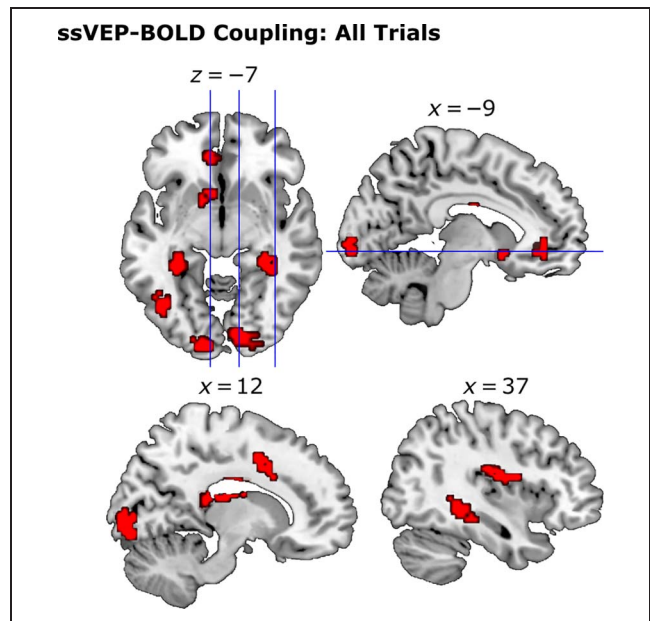 ssVEP-BOLD Coupling: All Trials
z = −7
x = −9
x = 12
x = 37